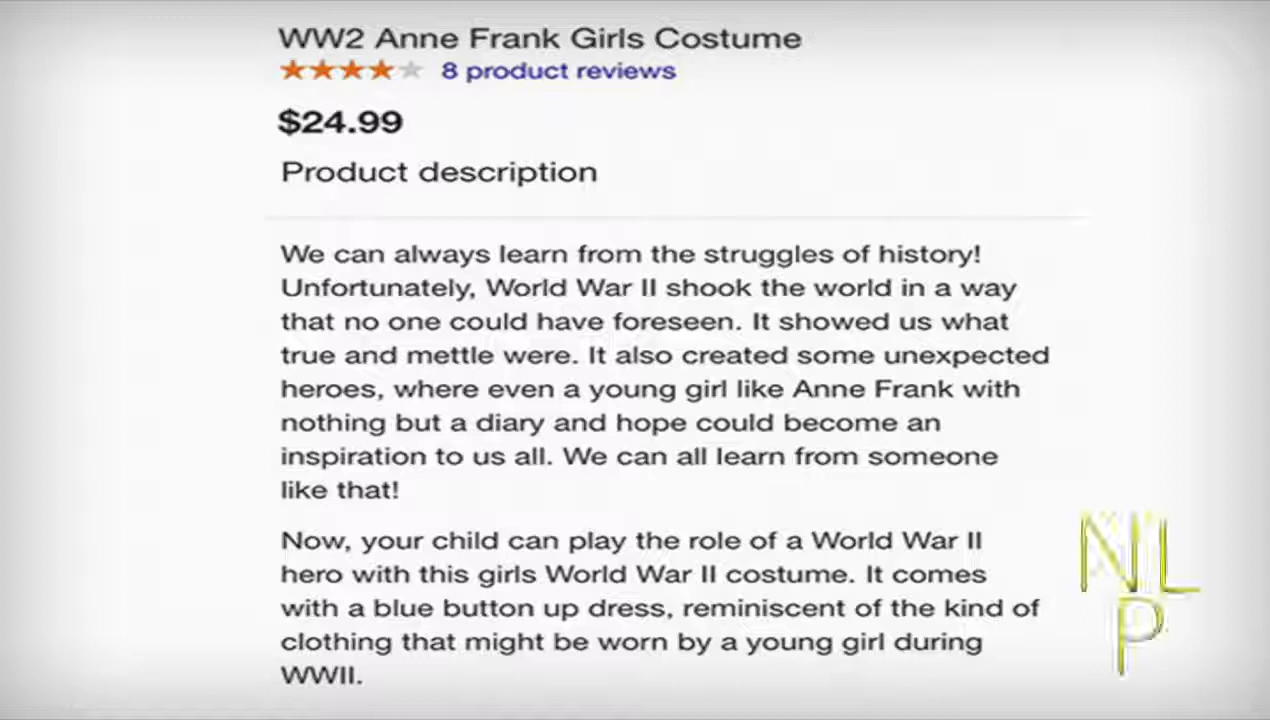 WW2 Anne Frank Girls Costume
8 product reviews
$24.99
Product description
We can always learn from the struggles of history!
Unfortunately, World War II shook the world in a way
that no one could have foreseen. It showed us what
true and mettle were. It also created some unexpected
heroes, where even a young girl like Anne Frank with
nothing but a diary and hope could become an
inspiration to us all. We can all learn from someone
like that!
Now, your child can play the role of a World War II
hero with this girls World War II costume. It comes
with a blue button up dress, reminiscent of the kind of
clothing that might be worn by a young girl during
WWII.
NL
P